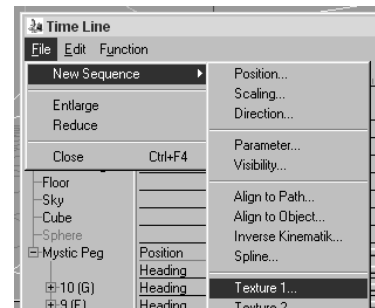 Time Line
File Edit Function
New Sequence
Entlarge
Reduce
Close Ctrl+F4
Position...
Scaling...
Direction...
Parameter...
Visibility...
Align to Path...
Align to Object...
Inverse Kinematik...
Spline...
Texture 1...
Texture 2
Floor
Sky
Cube
Sphere
Mystic Peg Position
Heading
10 (G) Heading
9 (F) Heading